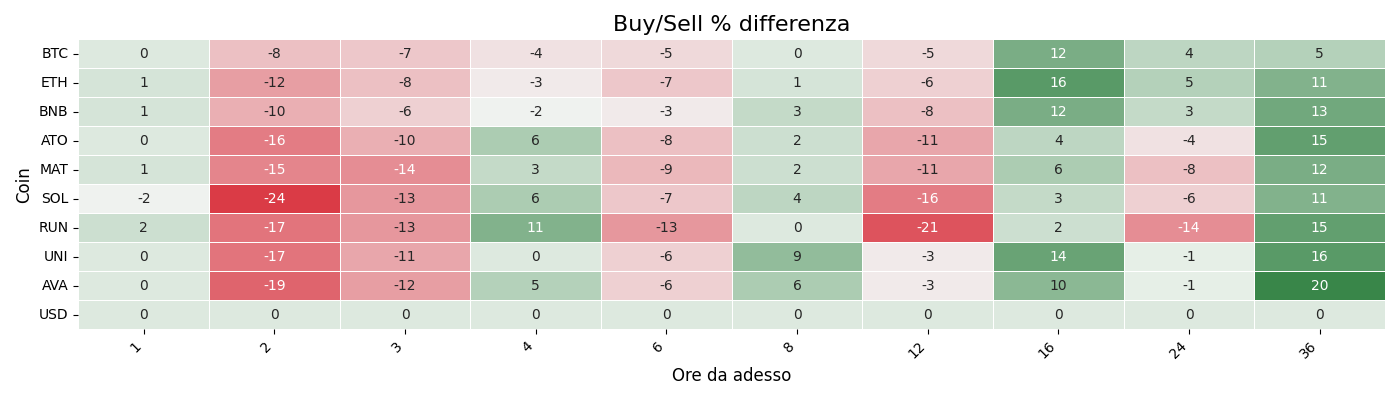 Buy/Sell % differenza
Coin
BTC 0 -8 -7 -4 -5 0 -5 12 4 5
ETH 1 -12 -8 -3 -7 1 -6 16 5 11
BNB 1 -10 -6 -2 -3 3 -8 12 3 13
ATO 0 -16 -10 6 -8 2 -11 4 -4 15
MAT 1 -15 -14 3 -9 2 -11 6 -8 12
SOL -2 -24 -13 6 -7 4 -16 3 -6 11
RUN 2 -17 -13 11 -13 0 -21 2 -14 15
UNI 0 -17 -11 0 -6 9 -3 14 -1 16
AVA 0 -19 -12 5 -6 6 -3 10 -1 20
USD 0 0 0 0 0 0 0 0 0 0
1 2 3 4 6 8 12 16 24 36
Ore da adesso